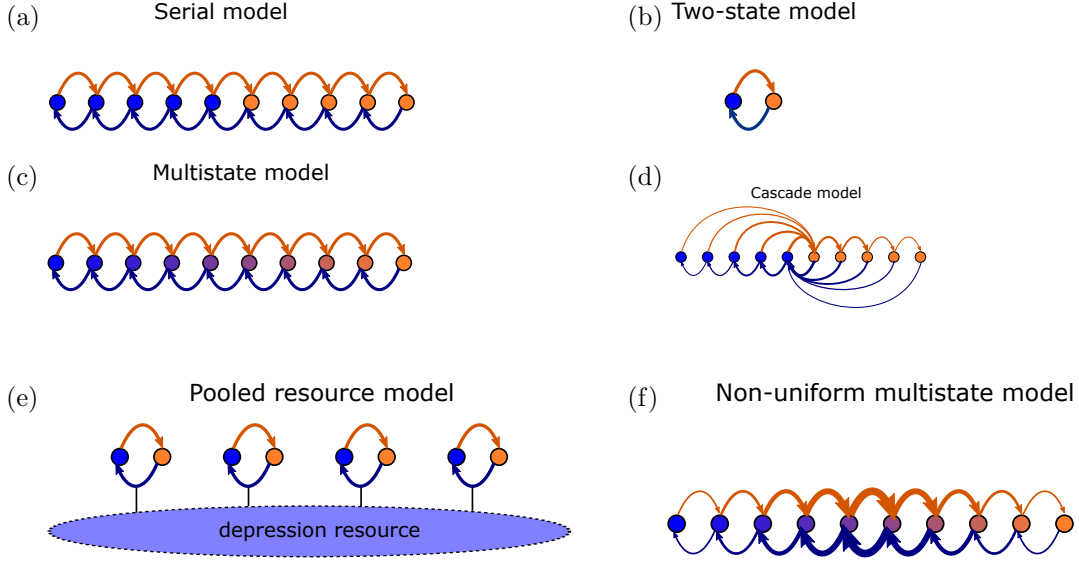 (a)
Serial model
(b)
Two-state model
(c)
Multistate model
(d)
Cascade model
(e)
Pooled resource model
depression resource
(f)
Non-uniform multistate model